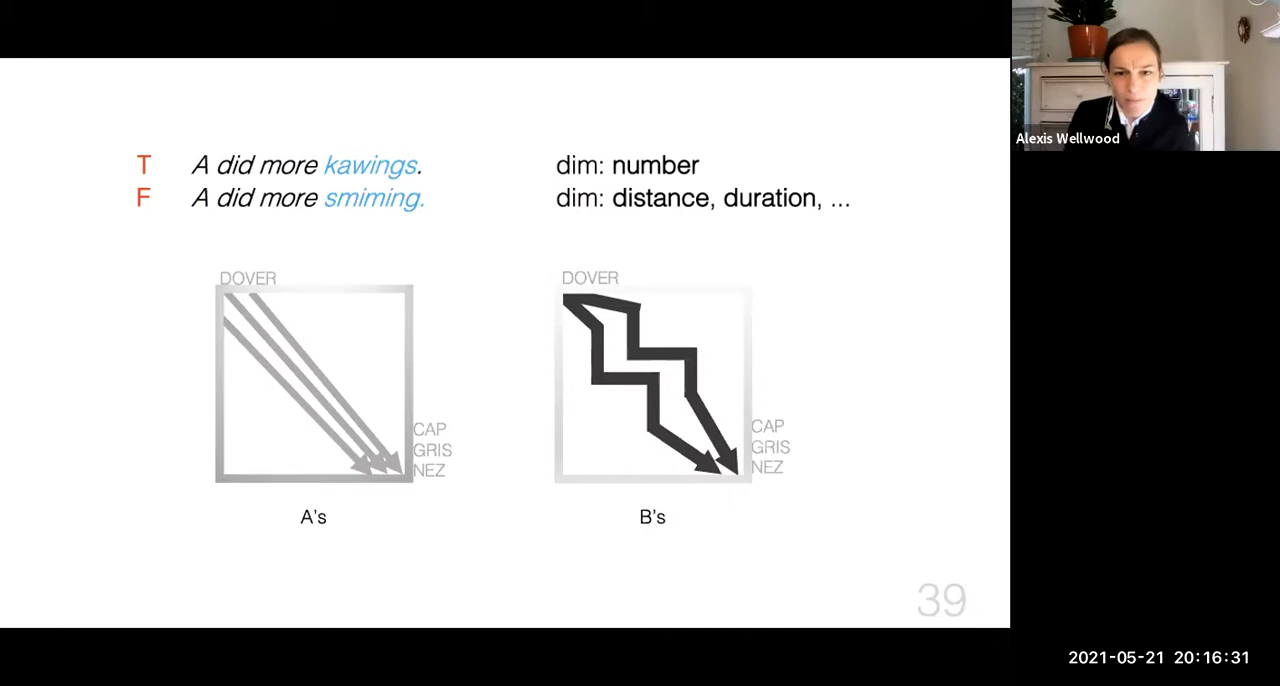 T A did more kawings. dim: number
F A did more smiming. dim: distance, duration, ...
DOVER
CAP
GRIS
NEZ
A's
DOVER
CAP
GRIS
NEZ
B's
39
Alexis Wellwood
2021-05-21 20:16:31